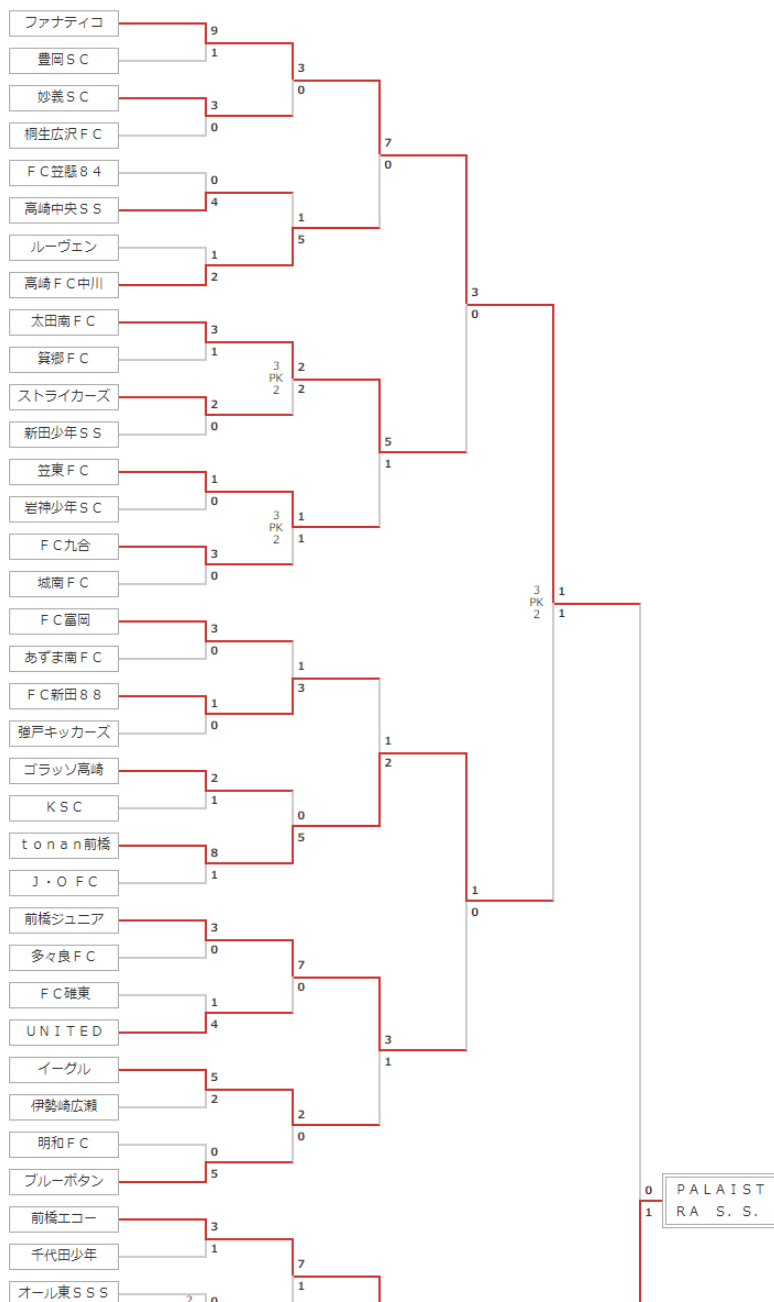 ファナティコ
9
1
豊岡ＳＣ
3
0
妙義ＳＣ
3
0
桐生広沢ＦＣ
7
0
ＦＣ笠懸８４
0
4
高崎中央ＳＳ
1
5
ルーヴェン
1
2
高崎ＦＣ中川
3
0
太田南ＦＣ
3
1
箕郷ＦＣ
3
PK
2
2
2
ストライカーズ
2
0
新田少年ＳＳ
5
1
笠東ＦＣ
1
0
岩神少年ＳＣ
3
PK
2
1
1
ＦＣ九合
3
0
城南ＦＣ
3
PK
2
1
1
ＦＣ富岡
3
0
あずま南ＦＣ
1
3
ＦＣ新田８８
1
0
強戸キッカーズ
1
2
ゴラッソ高崎
2
1
ＫＳＣ
0
5
ｔｏｎａｎ前橋
8
1
Ｊ・Ｏ ＦＣ
1
0
前橋ジュニア
3
0
多々良ＦＣ
7
0
ＦＣ碓東
1
4
ＵＮＩＴＥＤ
3
1
イーグル
5
2
伊勢崎広瀬
2
0
明和ＦＣ
0
5
ブルーボタン
0
1
ＰＡＬＡＩＳＴ
ＲＡ Ｓ．Ｓ．
前橋エコー
3
1
千代田少年
7
1
オール東ＳＳＳ
2
0